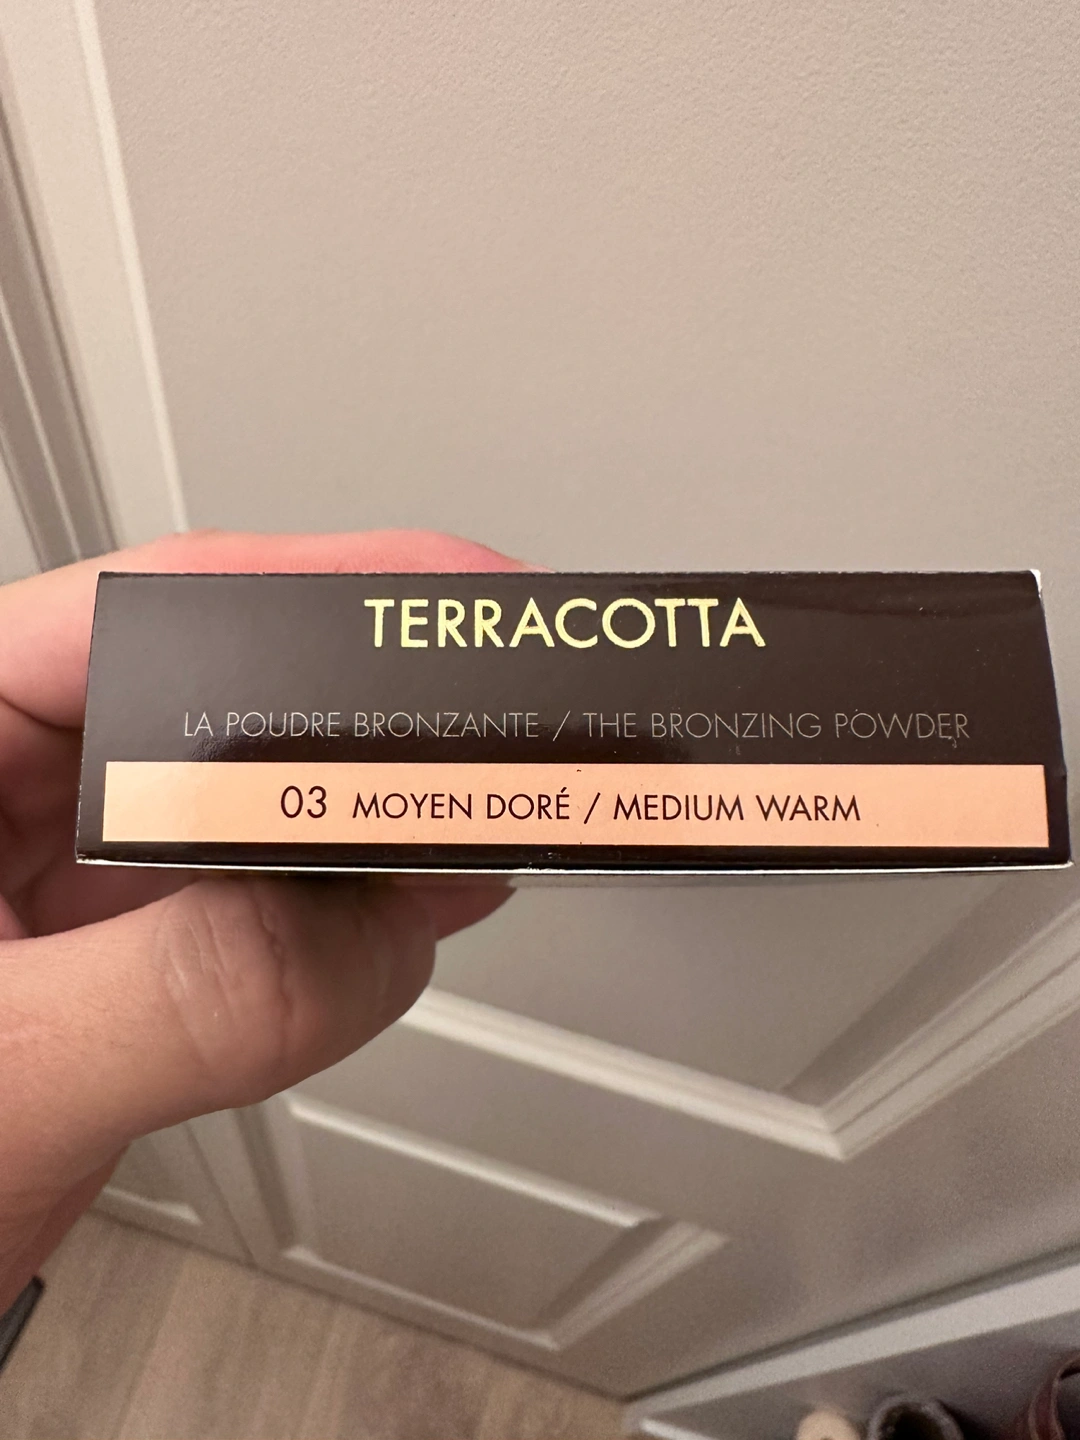 TERRACOTTA
LA POUDRE BRONZANTE / THE BRONZING POWDER
03 MOYEN DORÉ / MEDIUM WARM